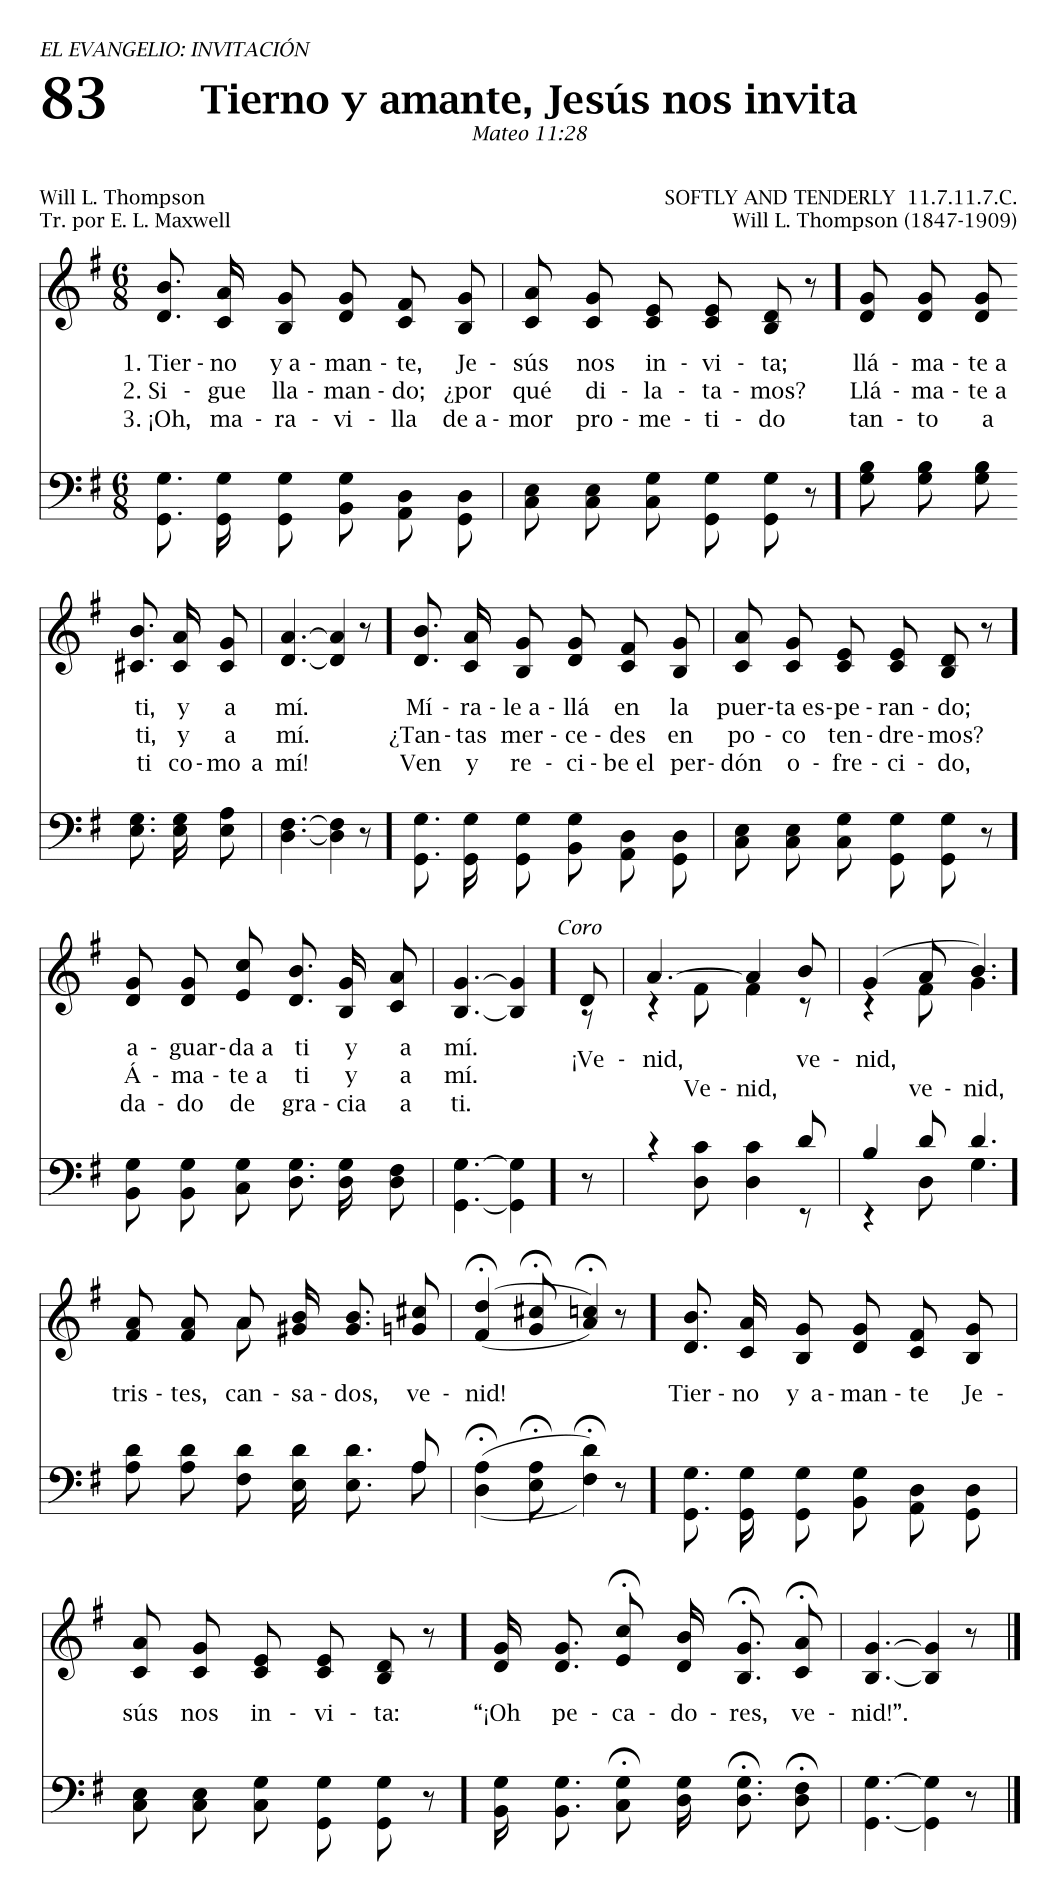 EL EVANGELIO: INVITACIÓN
83 Tierno y amante, Jesús nos invita
Mateo 11:28
Will L. Thompson SOFTLY AND TENDERLY 11.7.11.7.C.
Tr. por E. L. Maxwell Will L. Thompson (1847-1909)
6 8
1. Tier - no y a - man - te, Je - sús nos in - vi - ta; llá - ma - te a
2. Si - gue lla - man - do; ¿por qué di - la - ta - mos? Llá - ma - te a
3. ¡Oh, ma - ra - vi - lla de a - mor pro - me - ti - do tan - to a
6 8
ti, y a mí. Mí - ra - le a - llá en la puer - ta es - pe - ran - do;
ti, y a mí. ¿Tan - tas mer - ce - des en po - co ten - dre - mos?
ti co - mo a mí! Ven y re - ci - be el per - dón o - fre - ci - do,
Coro
a - guar - da a ti y a mí. ¡Ve - nid, ve - nid,
Á - ma - te a ti y a mí. Ve - nid, ve - nid,
da - do de gra - cia a ti.
tris - tes, can - sa - dos, ve - nid! Tier - no y a - man - te Je -
sús nos in - vi - ta: “¡Oh pe - ca - do - res, ve - nid!”.